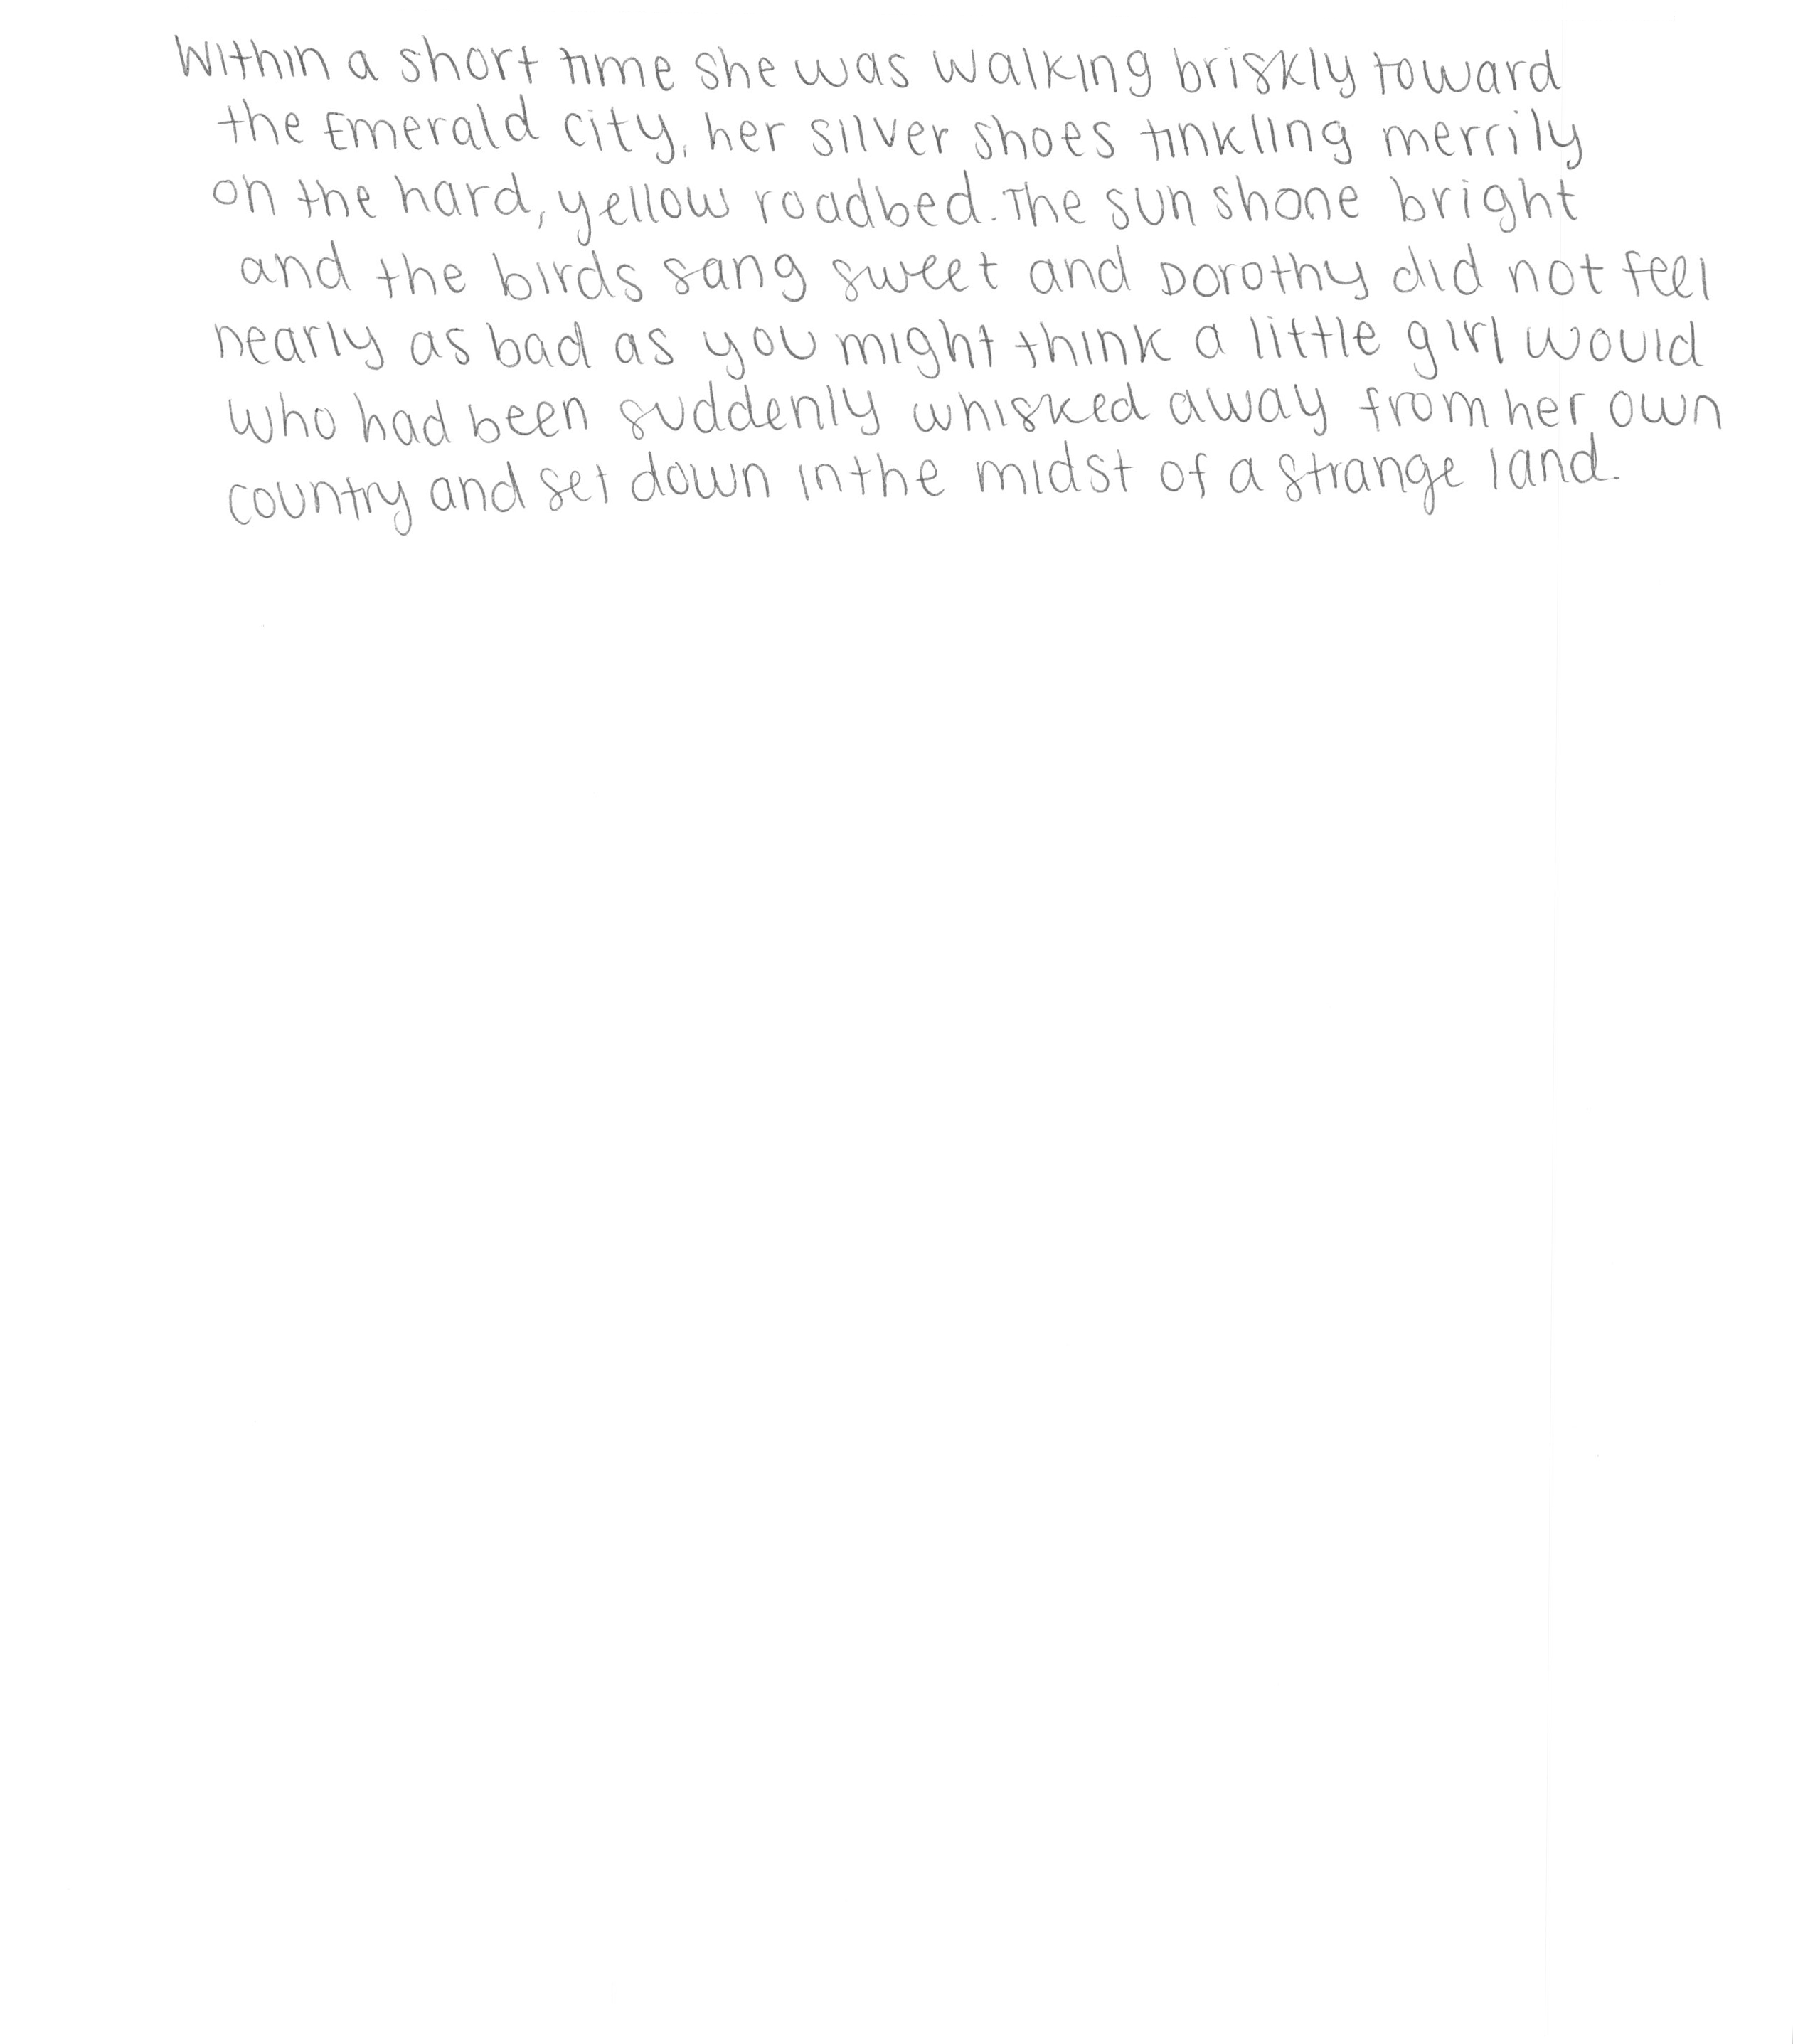 Within a short time she was walking briskly toward
the Emerald City, her silver shoes tinkling merrily
on the hard, yellow roadbed. The sun shone bright
and the birds sang sweet and Dorothy did not feel
nearly as bad as you might think a little girl would
who had been suddenly whisked away from her own
country and set down in the midst of a strange land.